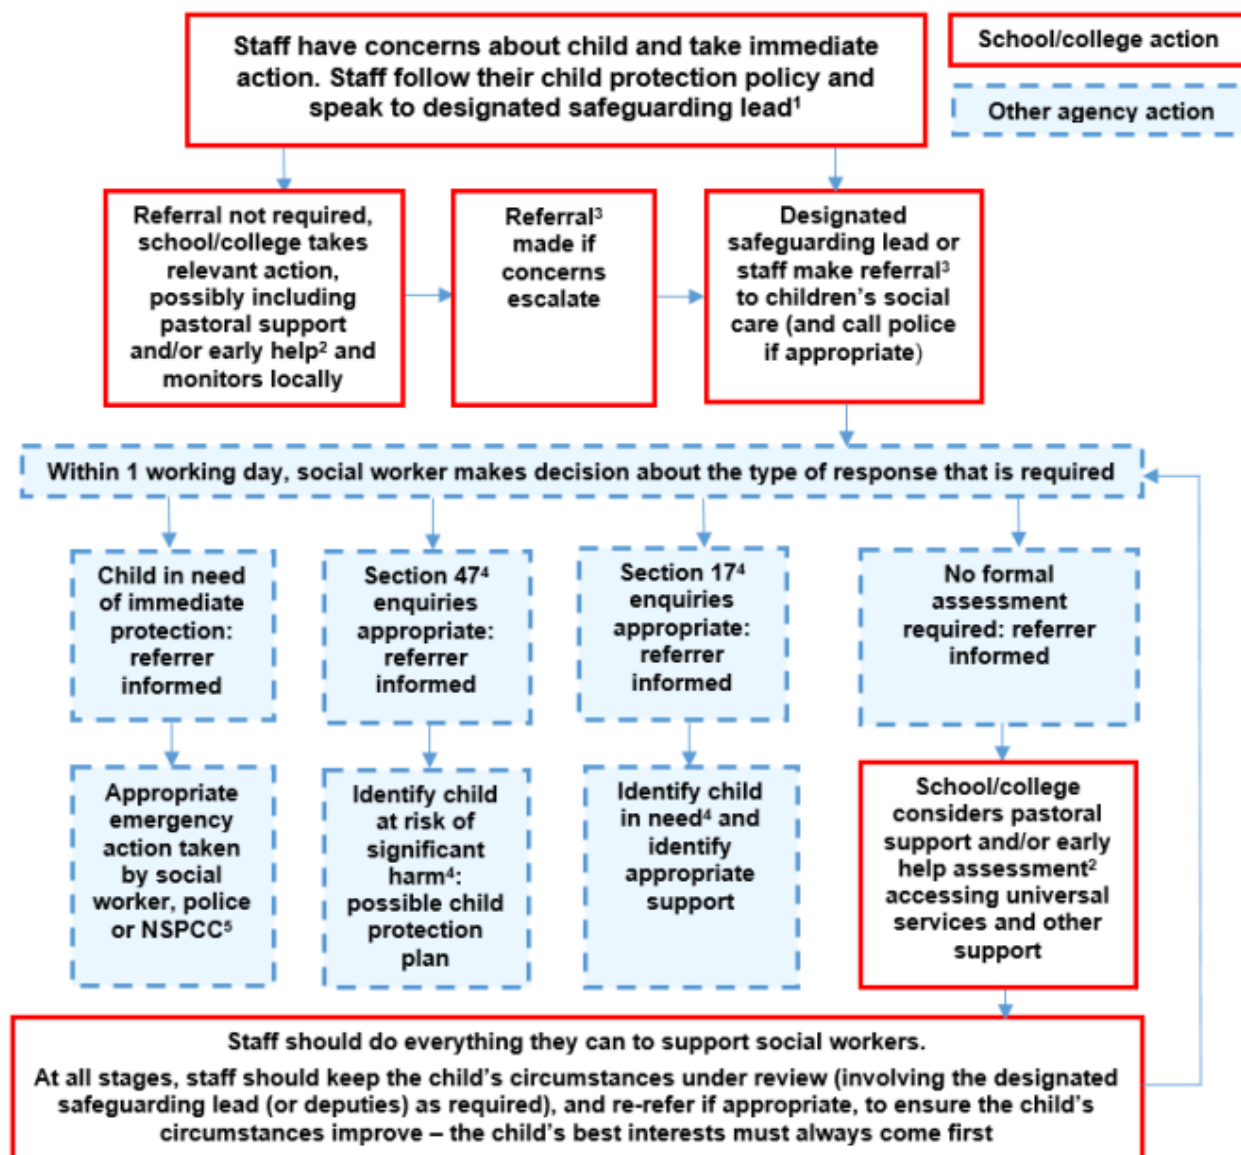 Staff have concerns about child and take immediate
action. Staff follow their child protection policy and
speak to designated safeguarding lead¹
School/college action
Other agency action
Referral not required,
school/college takes
relevant action,
possibly including
pastoral support
and/or early help² and
monitors locally
Referral³
made if
concerns
escalate
Designated
safeguarding lead or
staff make referral³
to children’s social
care (and call police
if appropriate)
Within 1 working day, social worker makes decision about the type of response that is required
Child in need
of immediate
protection:
referrer
informed
Section 47⁴
enquiries
appropriate:
referrer
informed
Section 17⁴
enquiries
appropriate:
referrer
informed
No formal
assessment
required: referrer
informed
Appropriate
emergency
action taken
by social
worker, police
or NSPCC⁵
Identify child
at risk of
significant
harm⁴:
possible child
protection
plan
Identify child
in need⁴ and
identify
appropriate
support
School/college
considers pastoral
support and/or early
help assessment²
accessing universal
services and other
support
Staff should do everything they can to support social workers.
At all stages, staff should keep the child’s circumstances under review (involving the designated
safeguarding lead (or deputies) as required), and re-refer if appropriate, to ensure the child’s
circumstances improve – the child’s best interests must always come first